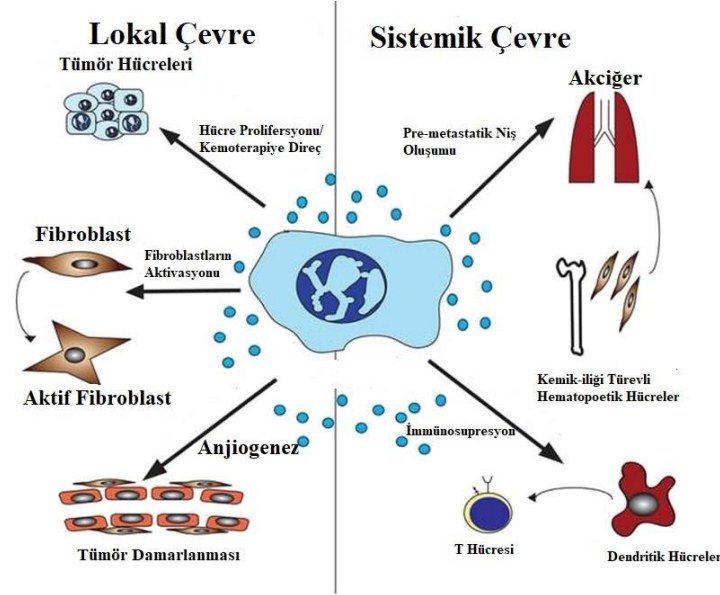 Lokal Çevre
Tümör Hücreleri
Hücre Prolifersyonu/
Kemoterapiye Direç
Fibroblast
Fibroblastların
Aktivasyonu
Aktif Fibroblast
Anjiogenez
Tümör Damarlanması
Sistemik Çevre
Akciğer
Pre-metastatik Niş
Oluşumu
Kemik-iliği Türevli
Hematopoetik Hücreler
İmmünosupresyon
T Hücresi
Dendritik Hücreler